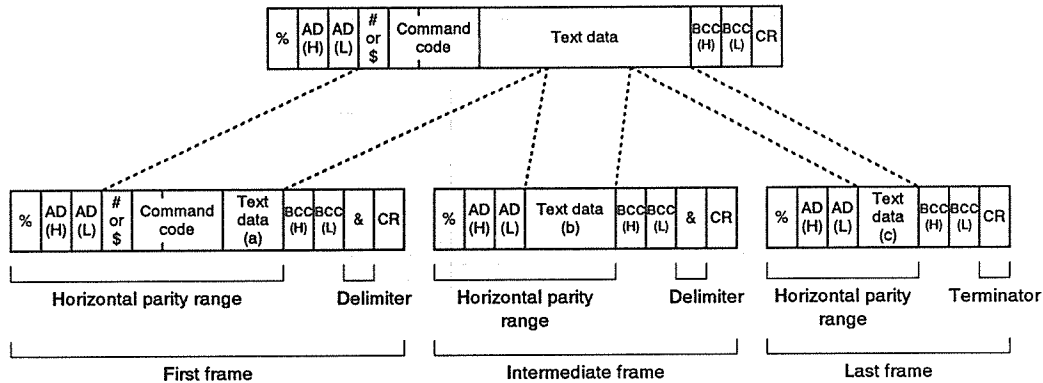 % AD (H) AD (L) # or $ Command code Text data BCC (H) BCC (L) CR
% AD (H) AD (L) # or $ Command code Text data (a) BCC (H) BCC (L) & CR
% AD (H) AD (L) Text data (b) BCC (H) BCC (L) & CR
% AD (H) AD (L) Text data (c) BCC (H) BCC (L) CR
Horizontal parity range
Delimiter
Horizontal parity
range
Delimiter
Horizontal parity
range
Terminator
First frame
Intermediate frame
Last frame